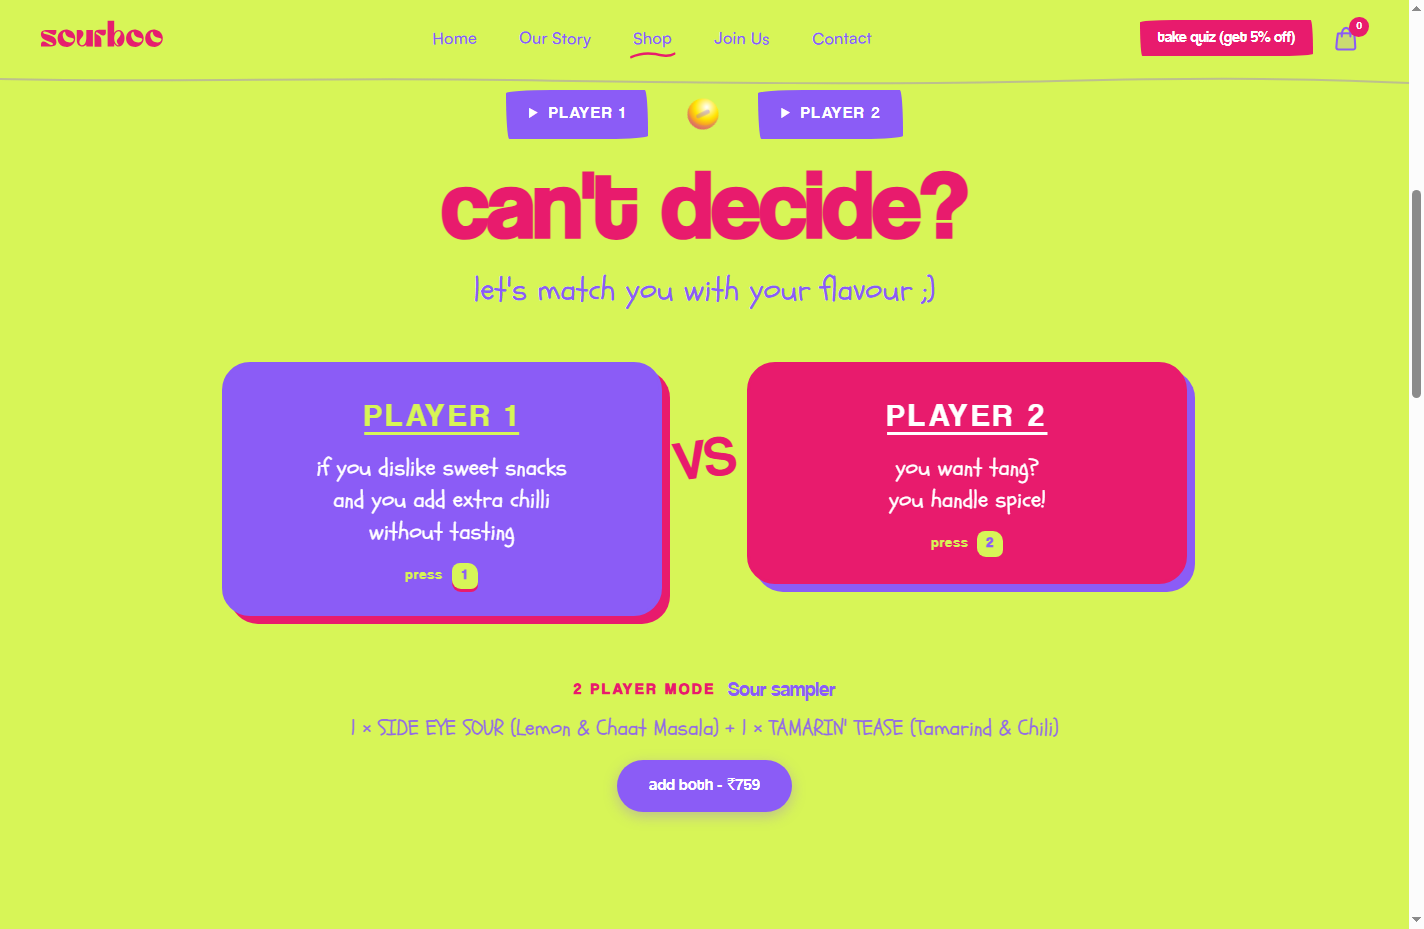 sourboo
Home
Our Story
Shop
Join Us
Contact
take quiz (get 5% off)
0
PLAYER 1
PLAYER 2
can't decide?
let's match you with your flavour ;)
PLAYER 1
if you dislike sweet snacks
and you add extra chilli
without tasting
press 1
VS
PLAYER 2
you want tang?
you handle spice!
press 2
2 PLAYER MODE Sour sampler
1 × SIDE EYE SOUR (Lemon & Chaat Masala) + 1 × TAMARIN' TEASE (Tamarind & Chili)
add both - ₹759